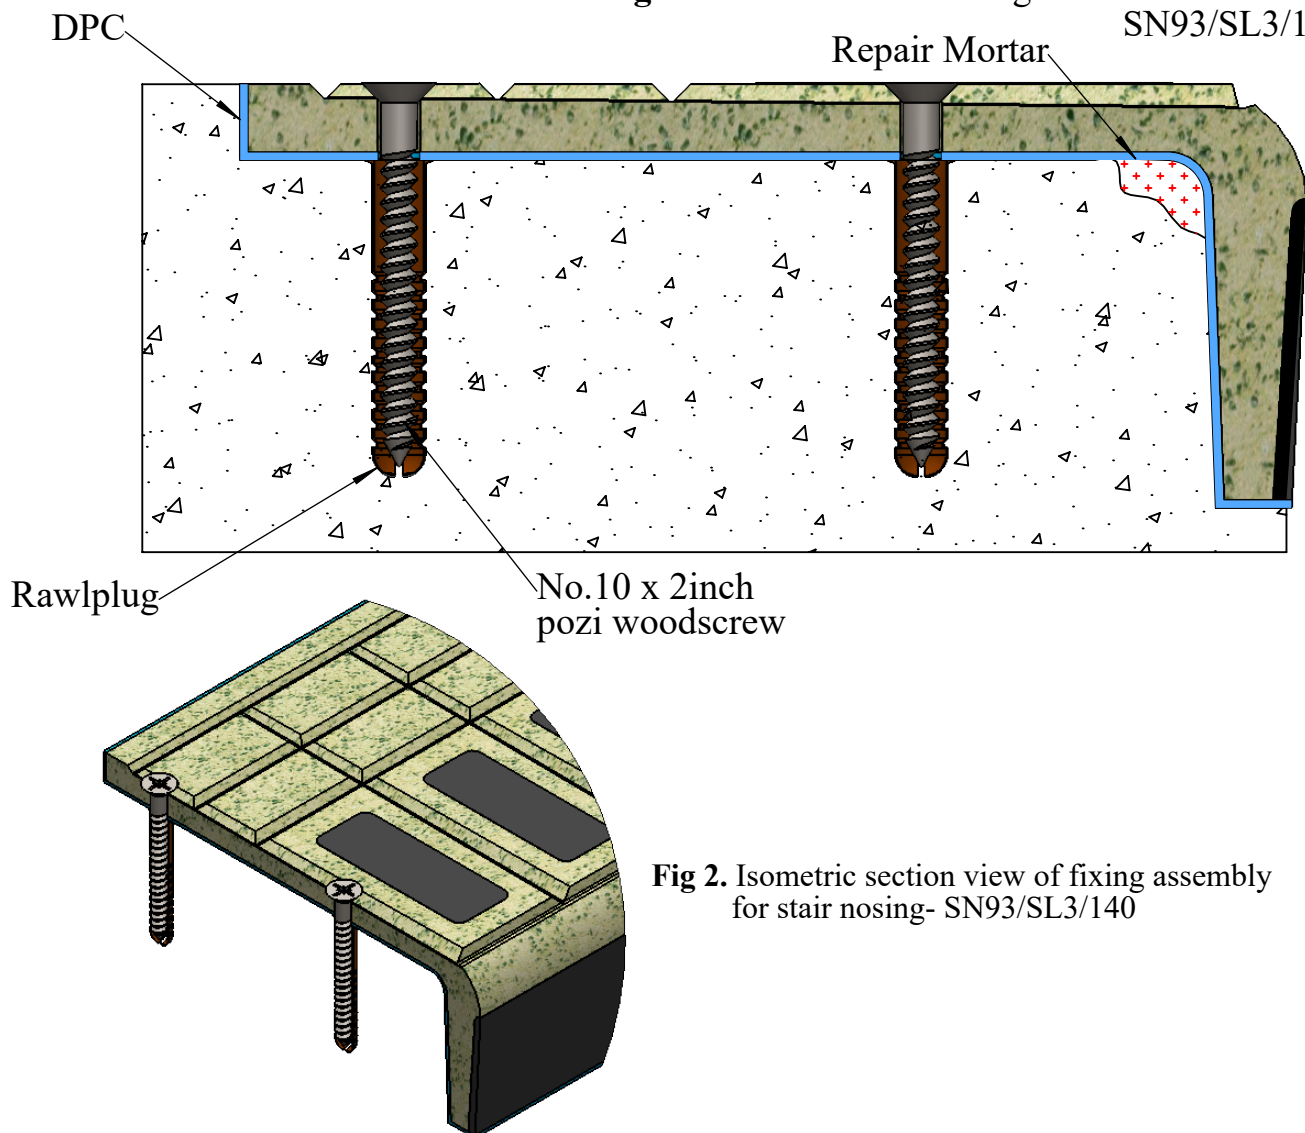 SN93/SL3/1
DPC
Repair Mortar
Rawlplug
No.10 x 2inch
pozi woodscrew
Fig 2. Isometric section view of fixing assembly
for stair nosing- SN93/SL3/140